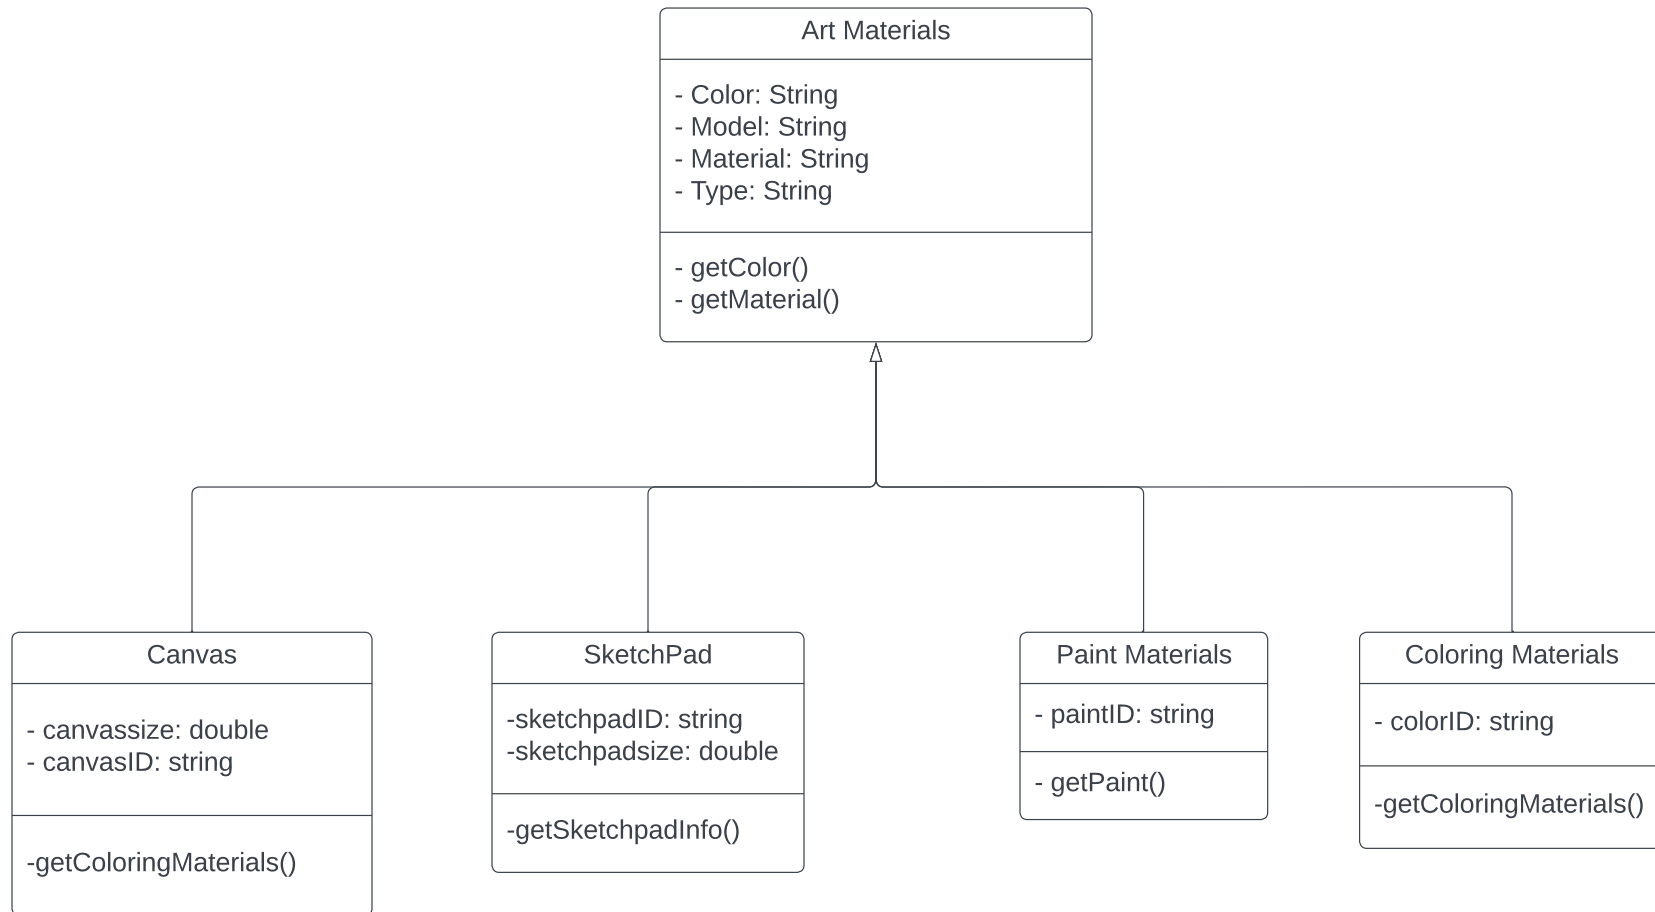 Art Materials
- Color: String
- Model: String
- Material: String
- Type: String
- getColor()
- getMaterial()
Canvas
- canvassize: double
- canvasID: string
-getColoringMaterials()
SketchPad
-sketchpadID: string
-sketchpadsize: double
-getSketchpadInfo()
Paint Materials
- paintID: string
- getPaint()
Coloring Materials
- colorID: string
-getColoringMaterials()